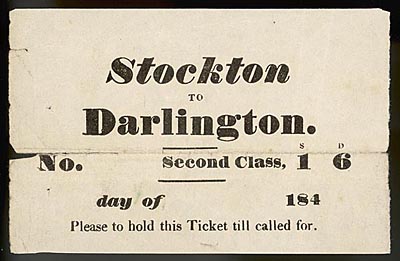 Stockton
TO
Darlington.
S D
No. Second Class, 1 6
day of 184
Please to hold this Ticket till called for.